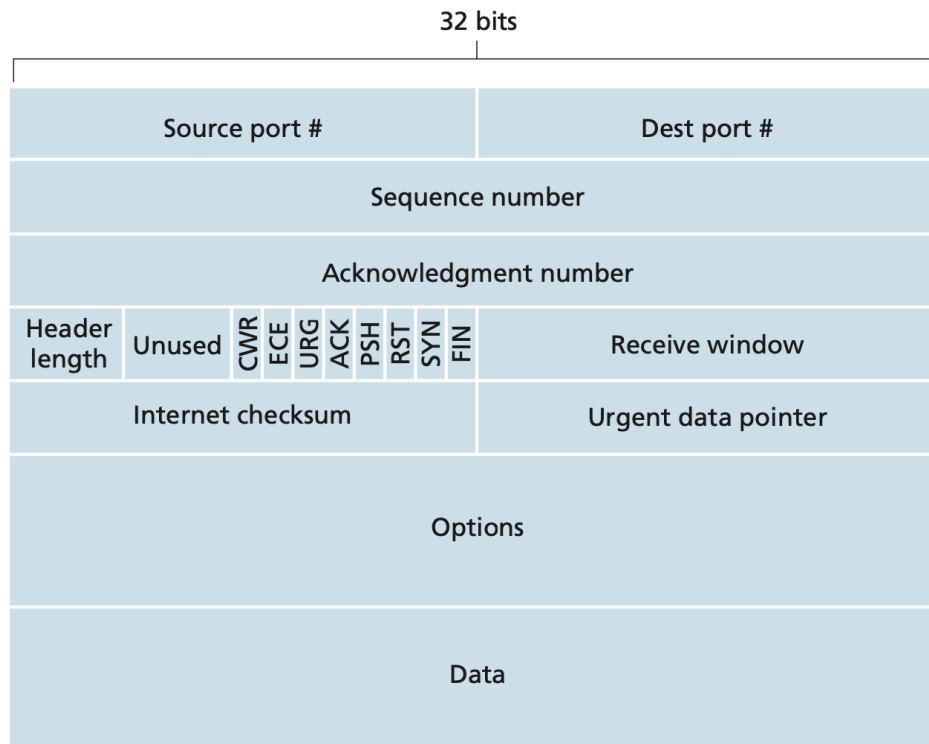 32 bits
Source port # Dest port #
Sequence number
Acknowledgment number
Header length Unused CWR ECE URG ACK PSH RST SYN FIN Receive window
Internet checksum Urgent data pointer
Options
Data